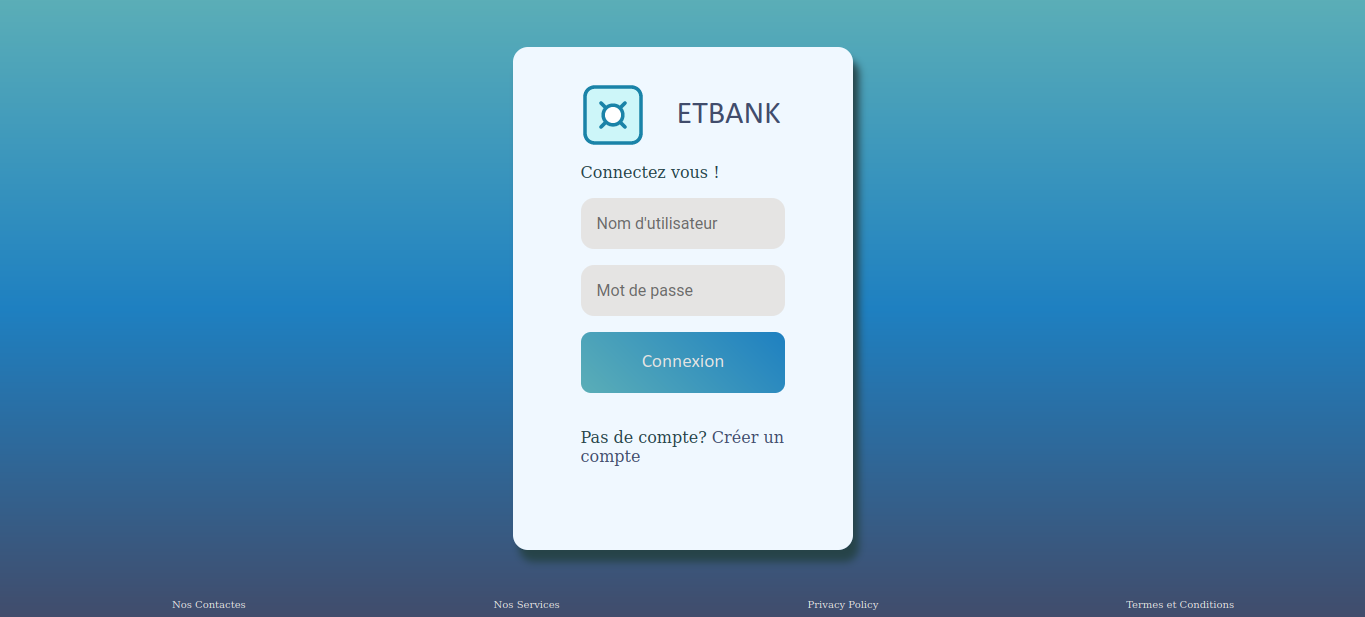 ETBANK
Connectez vous !
Nom d'utilisateur
Mot de passe
Connexion
Pas de compte? Créer un
compte
Nos Contactes
Nos Services
Privacy Policy
Termes et Conditions